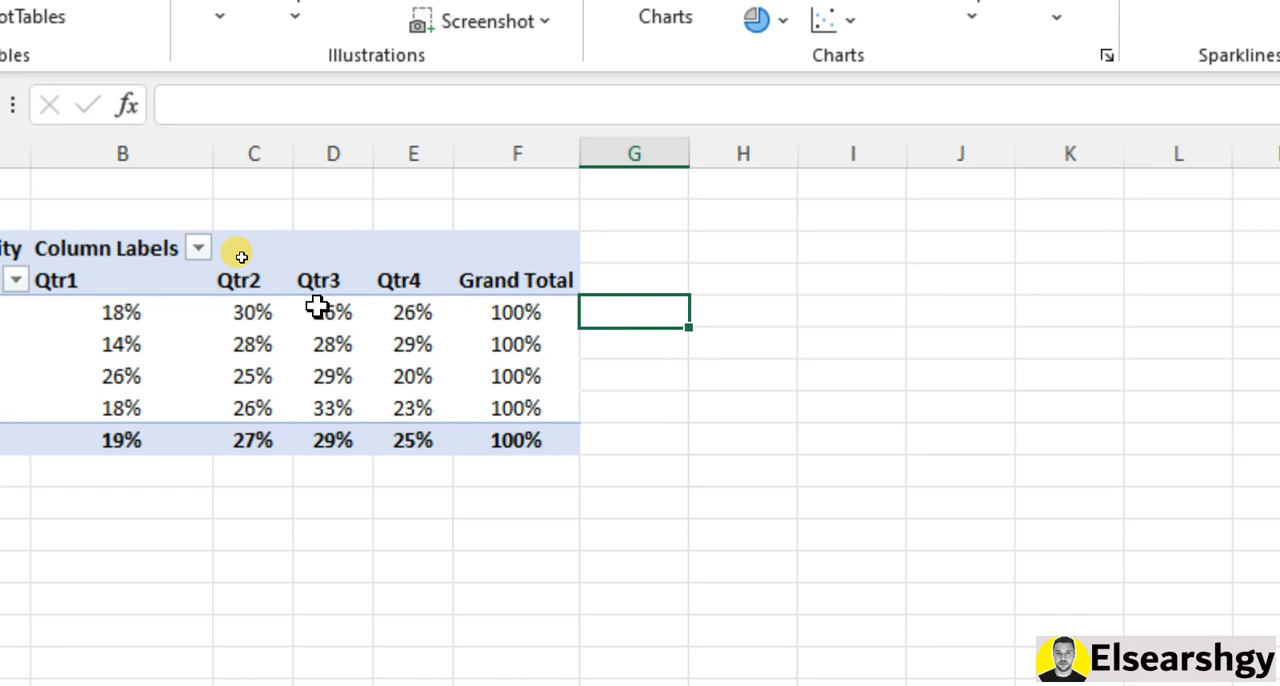 otTables
Screenshot
Charts
bles
Illustrations
Charts
Sparklines
fx
B C D E F G H I J K L
ity Column Labels
Qtr1 Qtr2 Qtr3 Qtr4 Grand Total
18% 30% 26% 100%
14% 28% 28% 29% 100%
26% 25% 29% 20% 100%
18% 26% 33% 23% 100%
19% 27% 29% 25% 100%
Elsearshgy